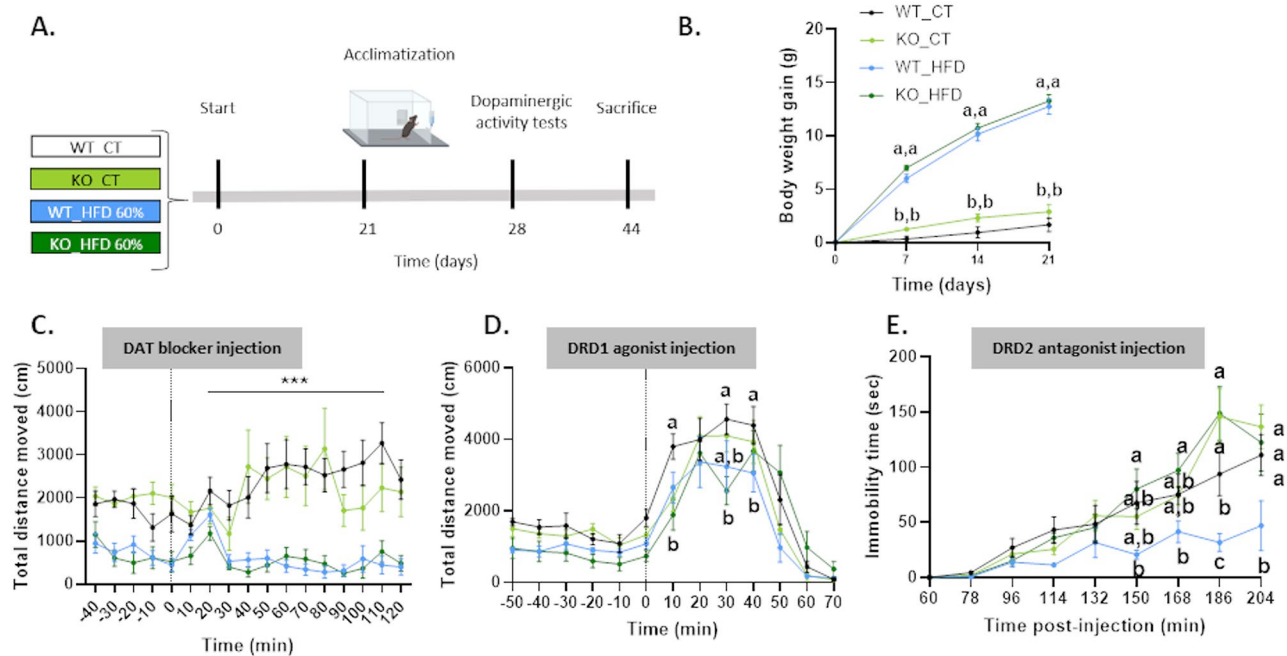 A.
Acclimatization
Start
Dopaminergic
activity tests
Sacrifice
WT_CT
KO_CT
WT_HFD 60%
KO_HFD 60%
0
21
28
44
Time (days)
B.
WT_CT
KO_CT
WT_HFD
KO_HFD
Body weight gain (g)
20
15
10
5
0
a,a
a,a
a,a
b,b
b,b
b,b
0 7 14 21
Time (days)
C.
DAT blocker injection
***
Total distance moved (cm)
5000
4000
3000
2000
1000
0
-40 -30 -20 -10 0 10 20 30 40 50 60 70 80 90 100 110 120
Time (min)
D.
DRD1 agonist injection
Total distance moved (cm)
6000
4000
2000
0
a
a
a
a,b
b
b
b
-50 -40 -30 -20 -10 0 10 20 30 40 50 60 70
Time (min)
E.
DRD2 antagonist injection
Immobility time (sec)
200
150
100
50
0
a
a,b
a,b
b
a
a,b
a,b
b
a
a
a
b
c
a
a
a
b
60 78 96 114 132 150 168 186 204
Time post-injection (min)